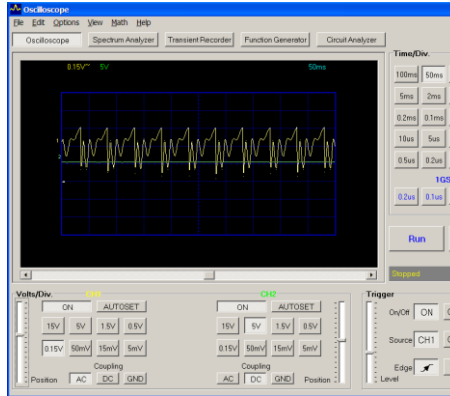 Oscilloscope
File Edit Options View Math Help
Oscilloscope Spectrum Analyzer Transient Recorder Function Generator Circuit Analyzer
0.15V~ 5V 50ms
Time/Div.
100ms 50ms
5ms 2ms
0.2ms 0.1ms
10us 5us
0.5us 0.2us
1GS
0.2us 0.1us
Run
Stopped
1
2
Volts/Div. CH1 CH2 Trigger
ON AUTOSET ON AUTOSET On/Off ON
15V 5V 1.5V 0.5V 15V 5V 1.5V 0.5V
Source CH1
0.15V 50mV 15mV 5mV 0.15V 50mV 15mV 5mV
Coupling Coupling Edge
Position AC DC GND AC DC GND Position Level